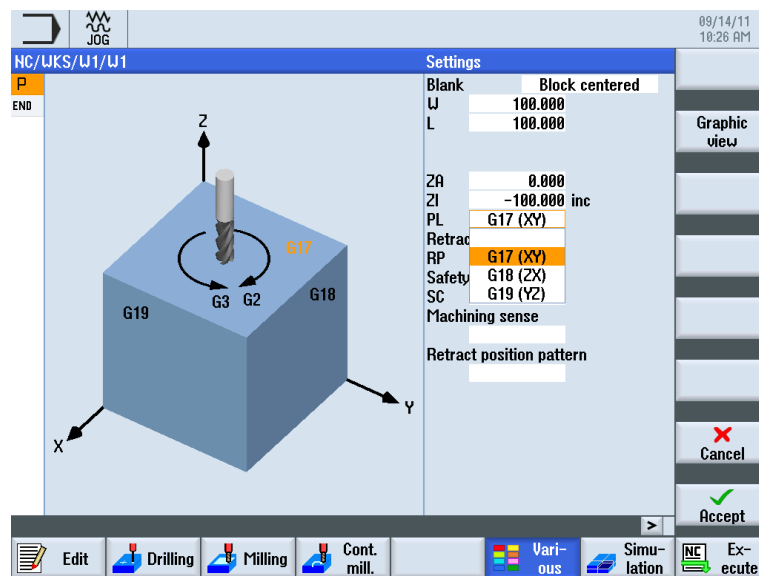 JOG
09/14/11
10:26 AM
NC/WKS/W1/W1
Settings
P
END
Blank Block centered
W 100.000
L 100.000
ZA 0.000
ZI -100.000 inc
PL G17 (XY)
Retrac
RP G17 (XY)
Safety G18 (ZX)
SC G19 (YZ)
Machining sense
Retract position pattern
Z
G17
G3 G2
G18
G19
Y
X
Graphic
view
Cancel
Accept
>
Edit
Drilling
Milling
Cont.
mill.
Vari-
ous
Simu-
lation
NC
Ex-
ecute